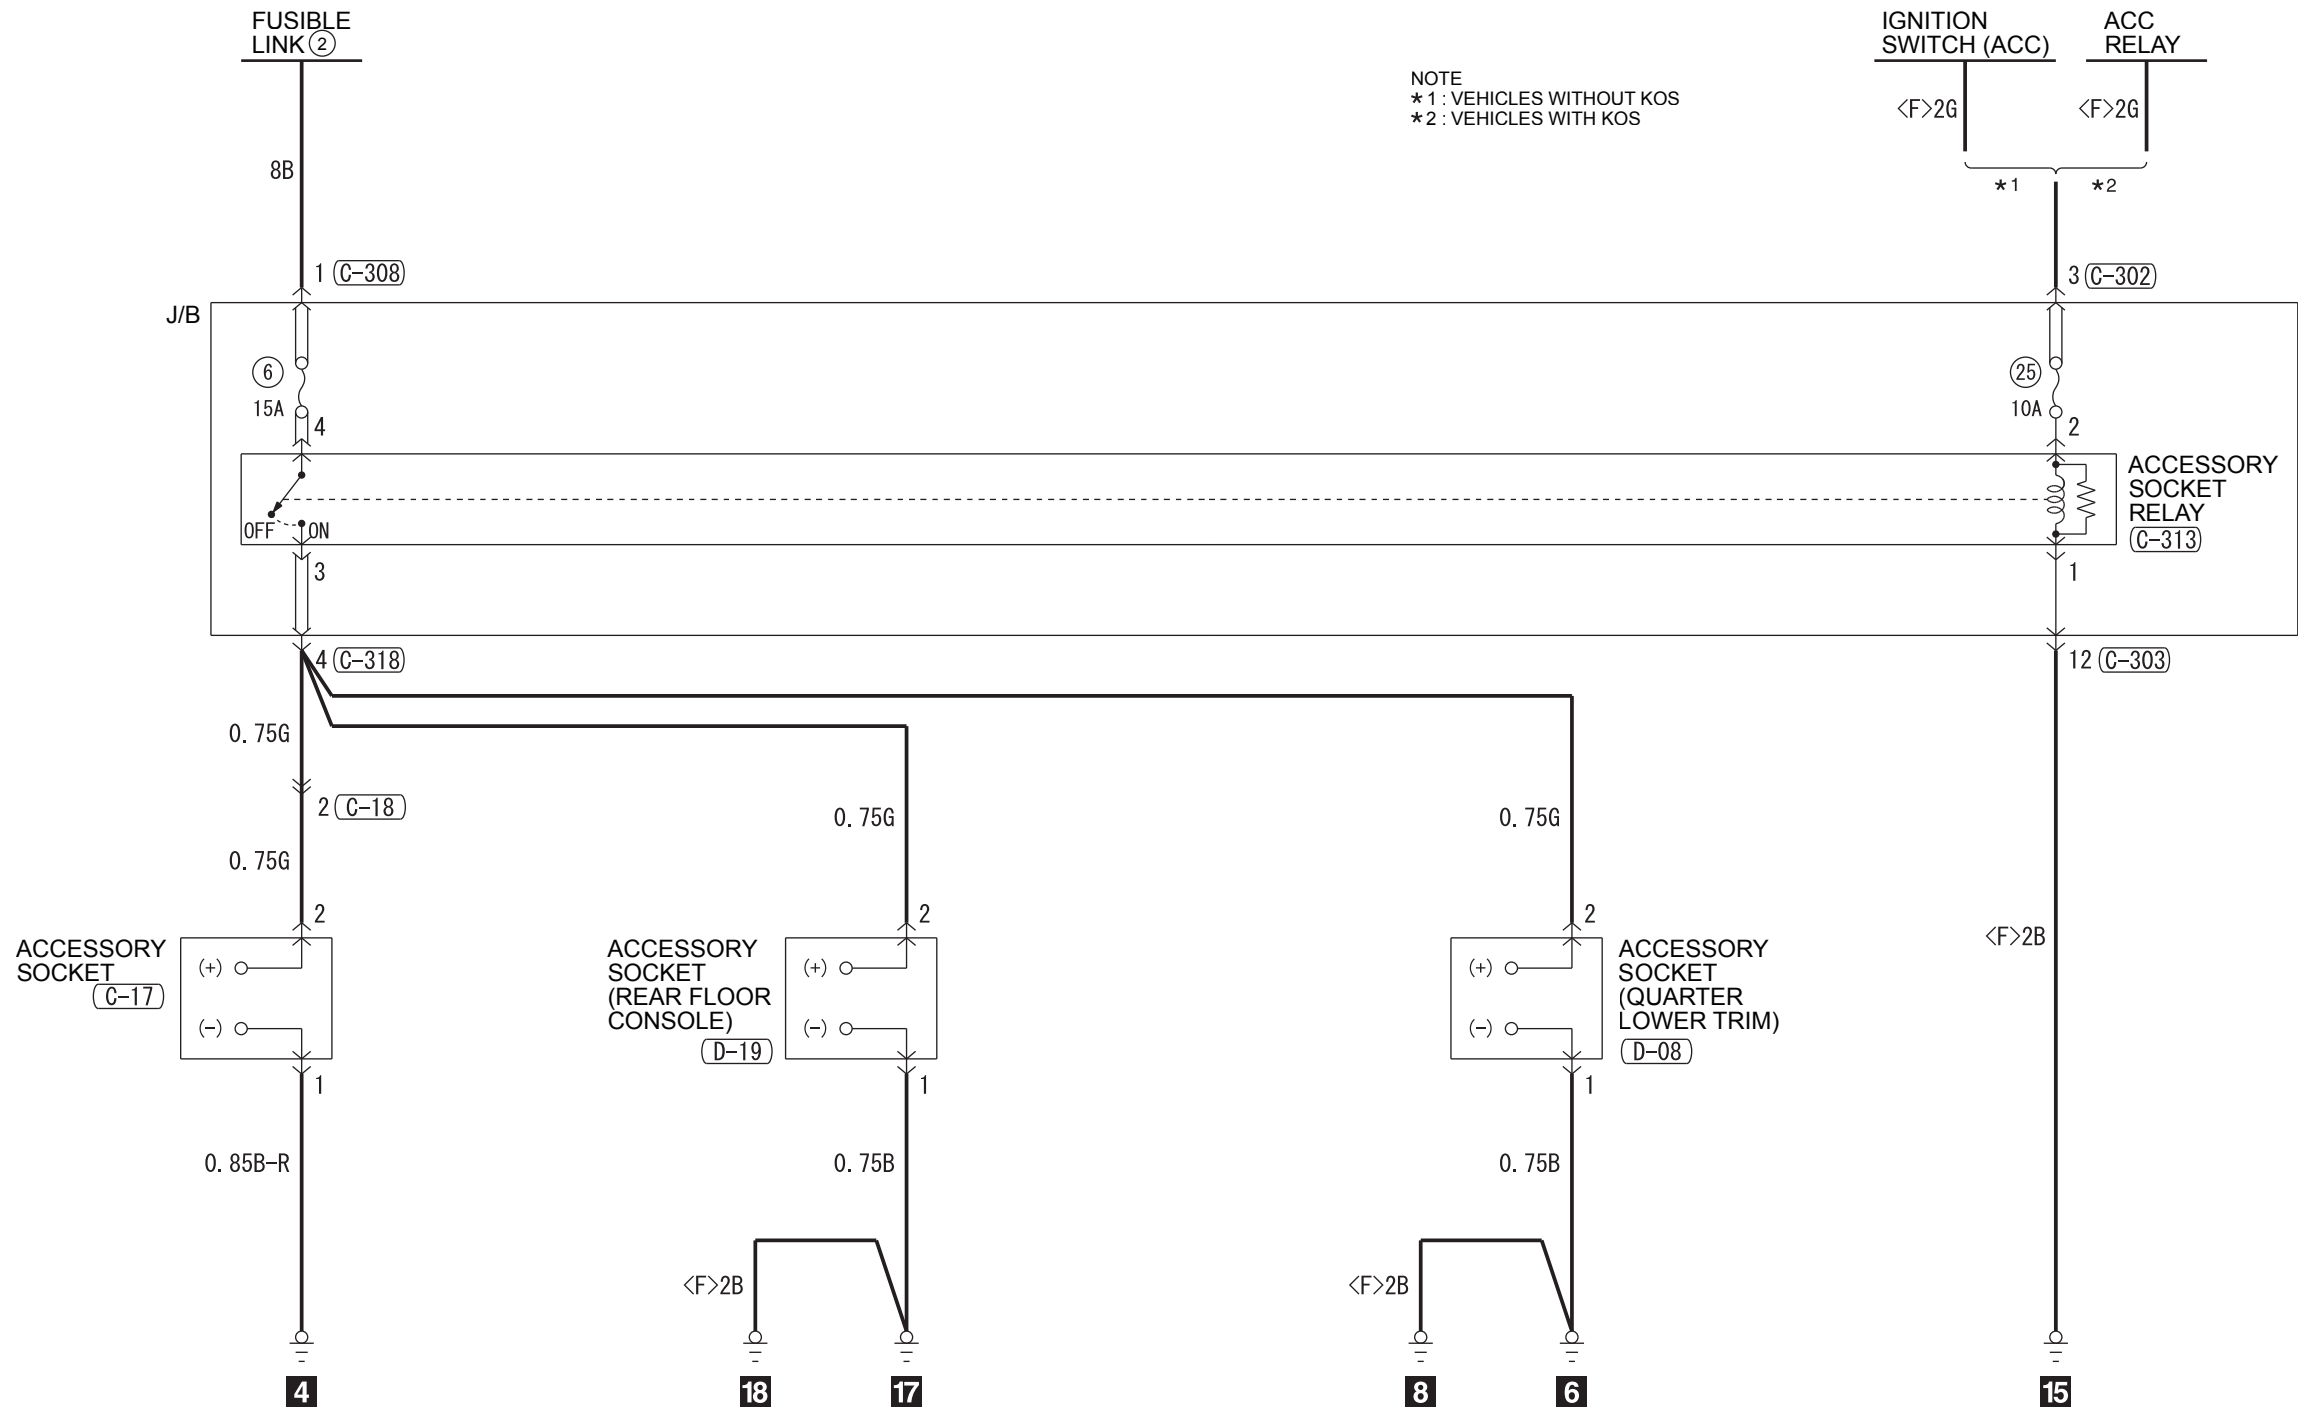 FUSIBLE
LINK 2
IGNITION
SWITCH (ACC)
ACC
RELAY
NOTE
*1 : VEHICLES WITHOUT KOS
*2 : VEHICLES WITH KOS
<F>2G
<F>2G
8B
*1
*2
1 C-308
3 C-302
J/B
6
15A
4
25
10A
2
OFF
ON
ACCESSORY
SOCKET
RELAY
C-313
3
1
4 C-318
12 C-303
0.75G
2 C-18
0.75G
0.75G
0.75G
2
2
2
<F>2B
ACCESSORY
SOCKET
C-17
(+)
(-)
ACCESSORY
SOCKET
(REAR FLOOR
CONSOLE)
D-19
(+)
(-)
(+)
(-)
ACCESSORY
SOCKET
(QUARTER
LOWER TRIM)
D-08
1
1
1
0.85B-R
0.75B
0.75B
<F>2B
<F>2B
4
18
17
8
6
15